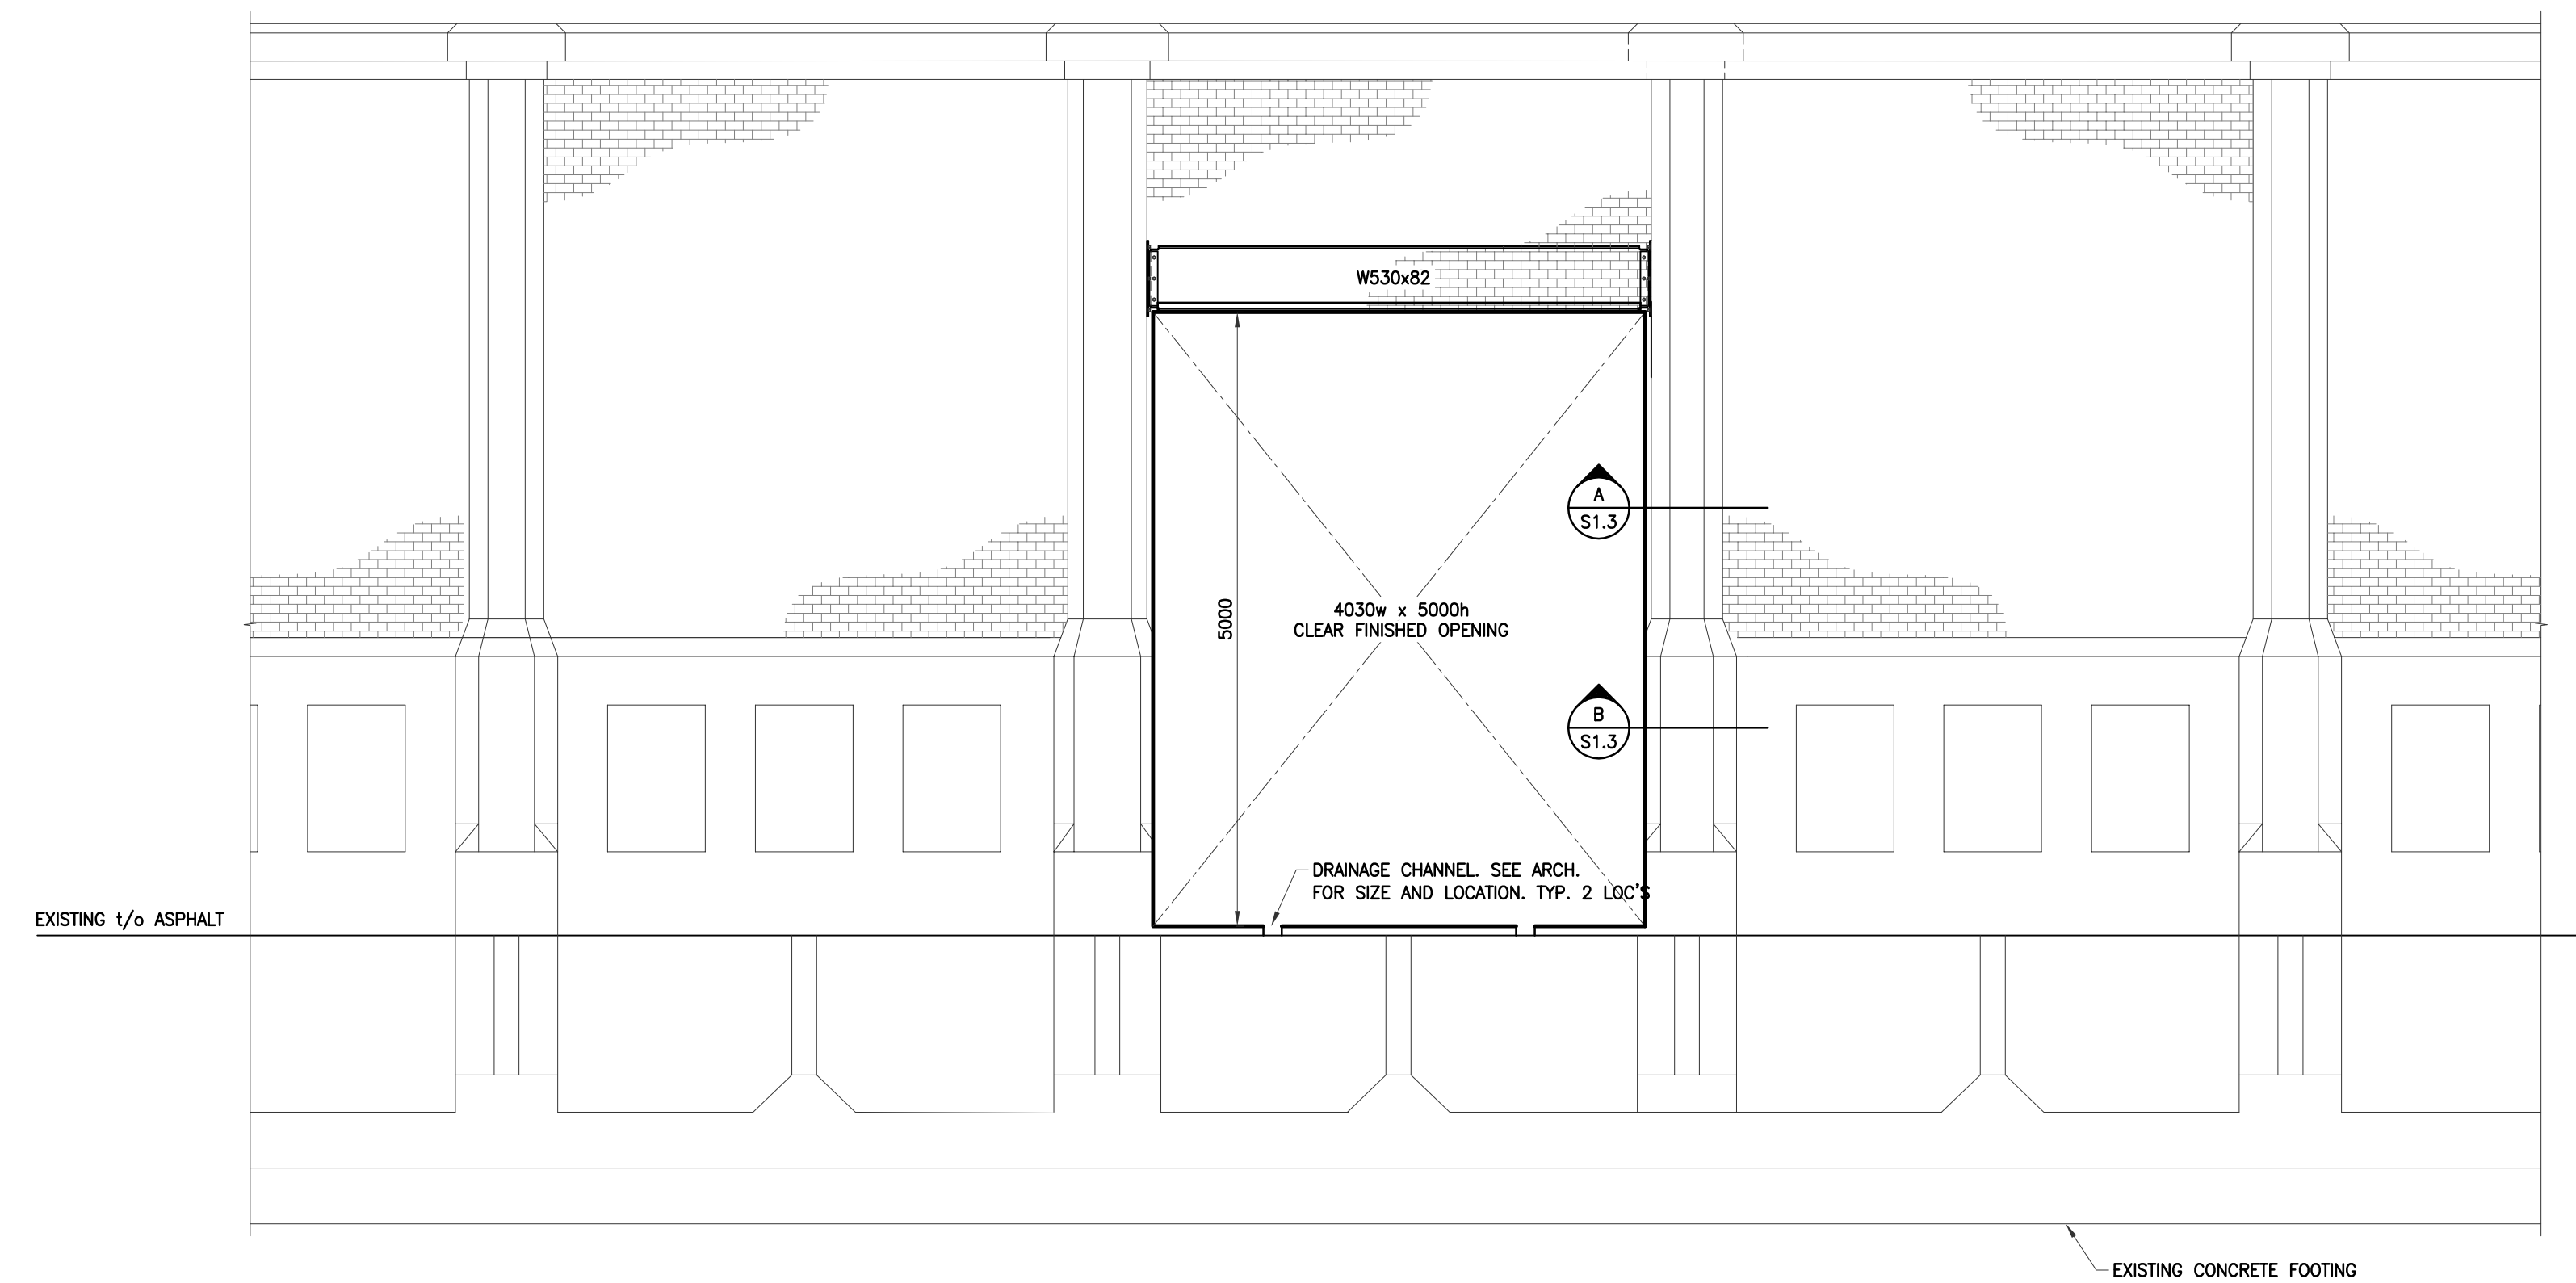 W530x82
A
S1.3
5000
4030w x 5000h
CLEAR FINISHED OPENING
B
S1.3
DRAINAGE CHANNEL. SEE ARCH.
FOR SIZE AND LOCATION. TYP. 2 LOC'S
EXISTING t/o ASPHALT
EXISTING CONCRETE FOOTING